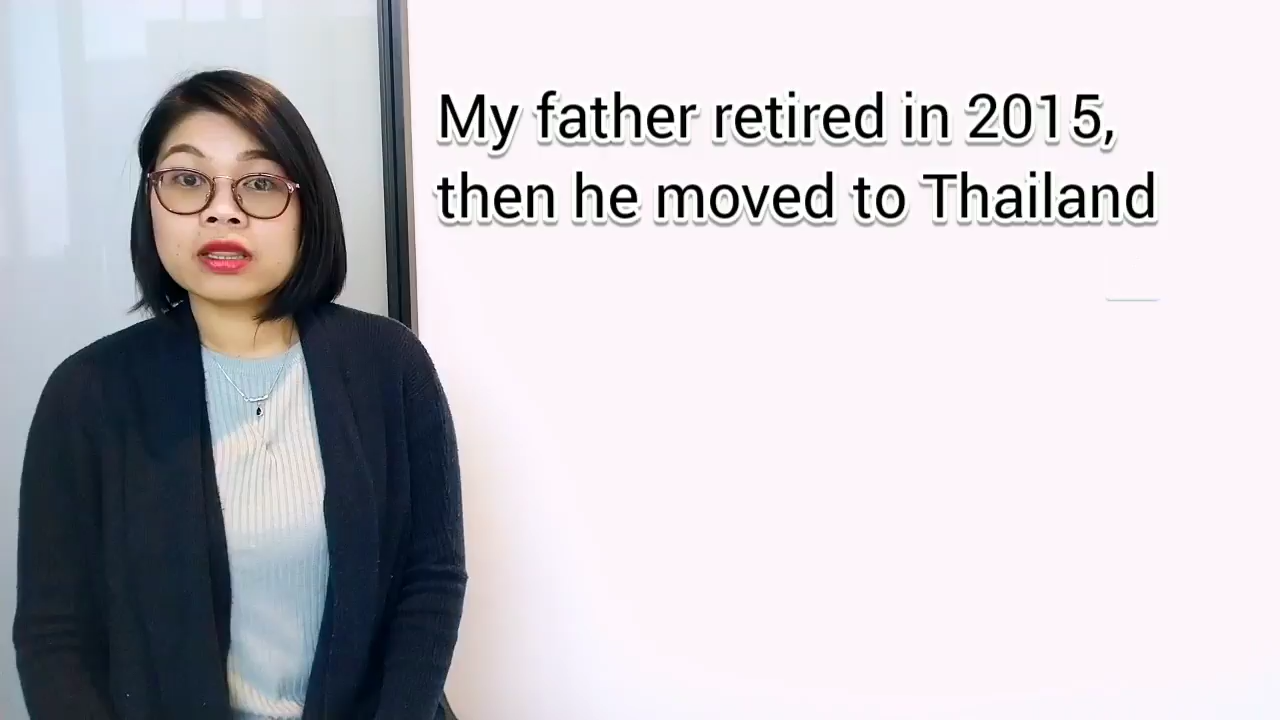 My father retired in 2015,
then he moved to Thailand